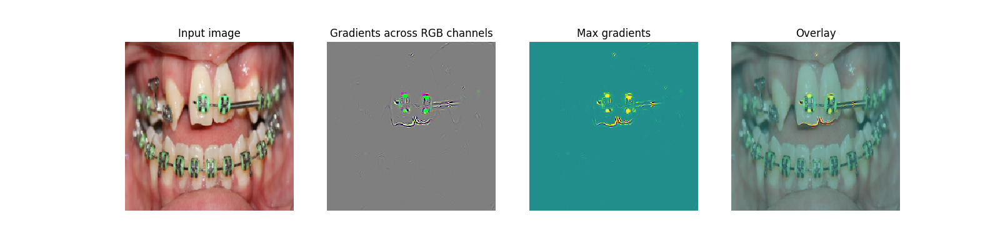 Input image
Gradients across RGB channels
Max gradients
Overlay